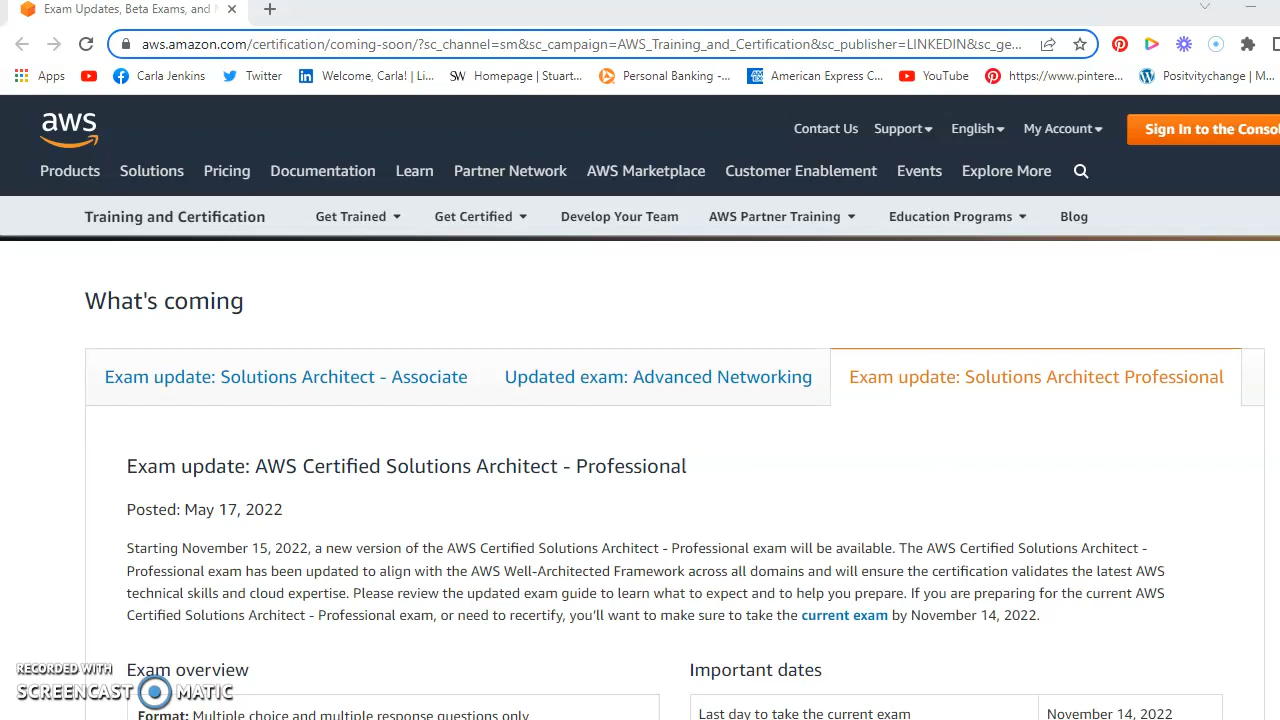 Exam Updates, Beta Exams, and
aws.amazon.com/certification/coming-soon/?sc_channel=sm&sc_campaign=AWS_Training_and_Certification&sc_publisher=LINKEDIN&sc_ge...
Apps Carla Jenkins Twitter Welcome, Carla! | Li... SW Homepage | Stuart... Personal Banking -... American Express C... YouTube https://www.pintere... Positvitychange | M...
aws
Contact Us Support English My Account Sign In to the Conso
Products Solutions Pricing Documentation Learn Partner Network AWS Marketplace Customer Enablement Events Explore More
Training and Certification Get Trained Get Certified Develop Your Team AWS Partner Training Education Programs Blog
What's coming
Exam update: Solutions Architect - Associate Updated exam: Advanced Networking Exam update: Solutions Architect Professional
Exam update: AWS Certified Solutions Architect - Professional
Posted: May 17, 2022
Starting November 15, 2022, a new version of the AWS Certified Solutions Architect - Professional exam will be available. The AWS Certified Solutions Architect -
Professional exam has been updated to align with the AWS Well-Architected Framework across all domains and will ensure the certification validates the latest AWS
technical skills and cloud expertise. Please review the updated exam guide to learn what to expect and to help you prepare. If you are preparing for the current AWS
Certified Solutions Architect - Professional exam, or need to recertify, you'll want to make sure to take the current exam by November 14, 2022.
Exam overview Important dates
Format: Multiple choice and multiple response questions only
Last day to take the current exam November 14, 2022
RECORDED WITH
SCREENCAST MATIC